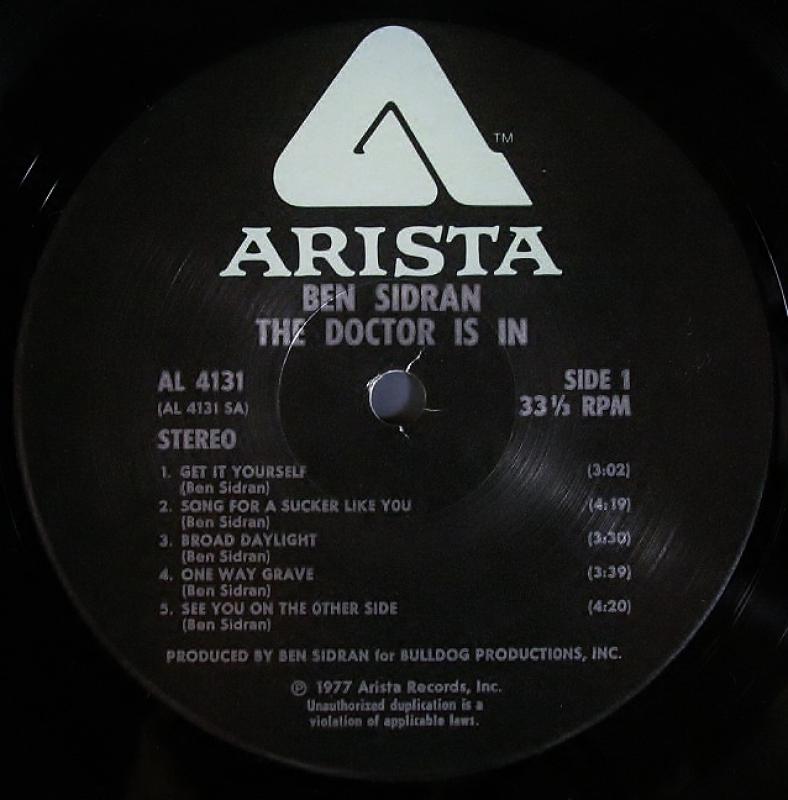 TM
ARISTA
BEN SIDRAN
THE DOCTOR IS IN
AL 4131 SIDE 1
(AL 4131 SA) 33⅓ RPM
STEREO
1. GET IT YOURSELF (3:02)
(Ben Sidran)
2. SONG FOR A SUCKER LIKE YOU (4:19)
(Ben Sidran)
3. BROAD DAYLIGHT (3:30)
(Ben Sidran)
4. ONE WAY GRAVE (3:39)
(Ben Sidran)
5. SEE YOU ON THE OTHER SIDE (4:20)
(Ben Sidran)
PRODUCED BY BEN SIDRAN for BULLDOG PRODUCTIONS, INC.
℗ 1977 Arista Records, Inc.
Unauthorized duplication is a
violation of applicable laws.